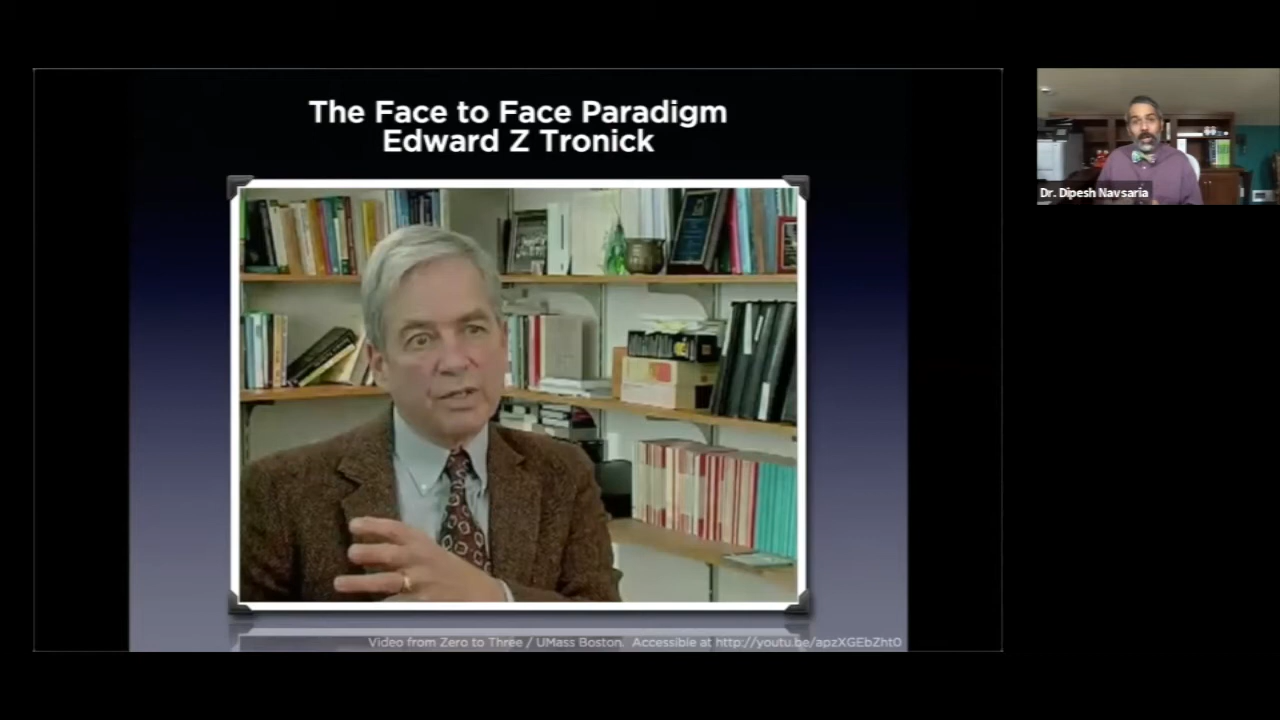 The Face to Face Paradigm
Edward Z Tronick
Dr. Dipesh Navsaria
Video from Zero to Three / UMass Boston. Accessible at http://youtu.be/apzXGEbZht0